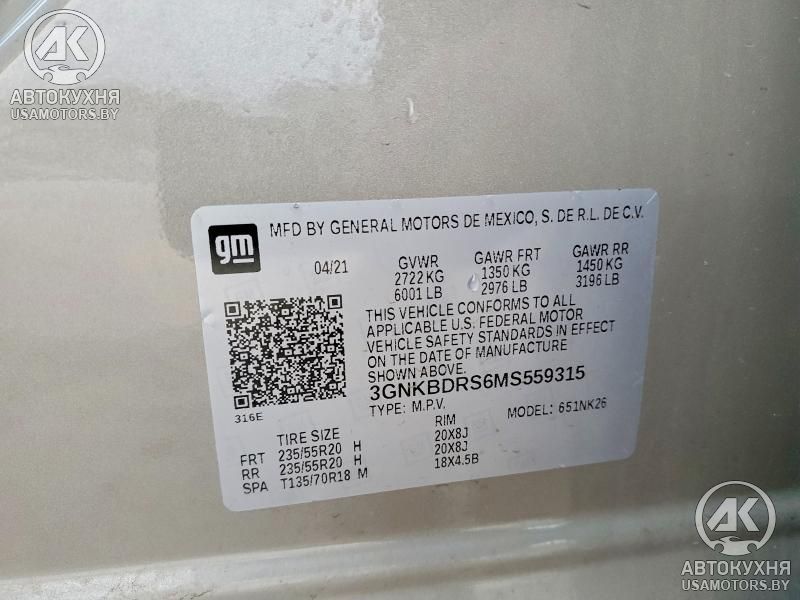 AK
АВТОКУХНЯ
USAMOTORS.BY
gm
MFD BY GENERAL MOTORS DE MEXICO, S. DE R.L. DE C.V.
04/21
GVWR GAWR FRT GAWR RR
2722 KG 1350 KG 1450 KG
6001 LB 2976 LB 3196 LB
THIS VEHICLE CONFORMS TO ALL
APPLICABLE U.S. FEDERAL MOTOR
VEHICLE SAFETY STANDARDS IN EFFECT
ON THE DATE OF MANUFACTURE
SHOWN ABOVE.
3GNKBDRS6MS559315
316E
TYPE: M.P.V. MODEL: 651NK26
TIRE SIZE RIM
FRT 235/55R20 H 20X8J
RR 235/55R20 H 20X8J
SPA T135/70R18 M 18X4.5B
AK
АВТОКУХНЯ
USAMOTORS.BY